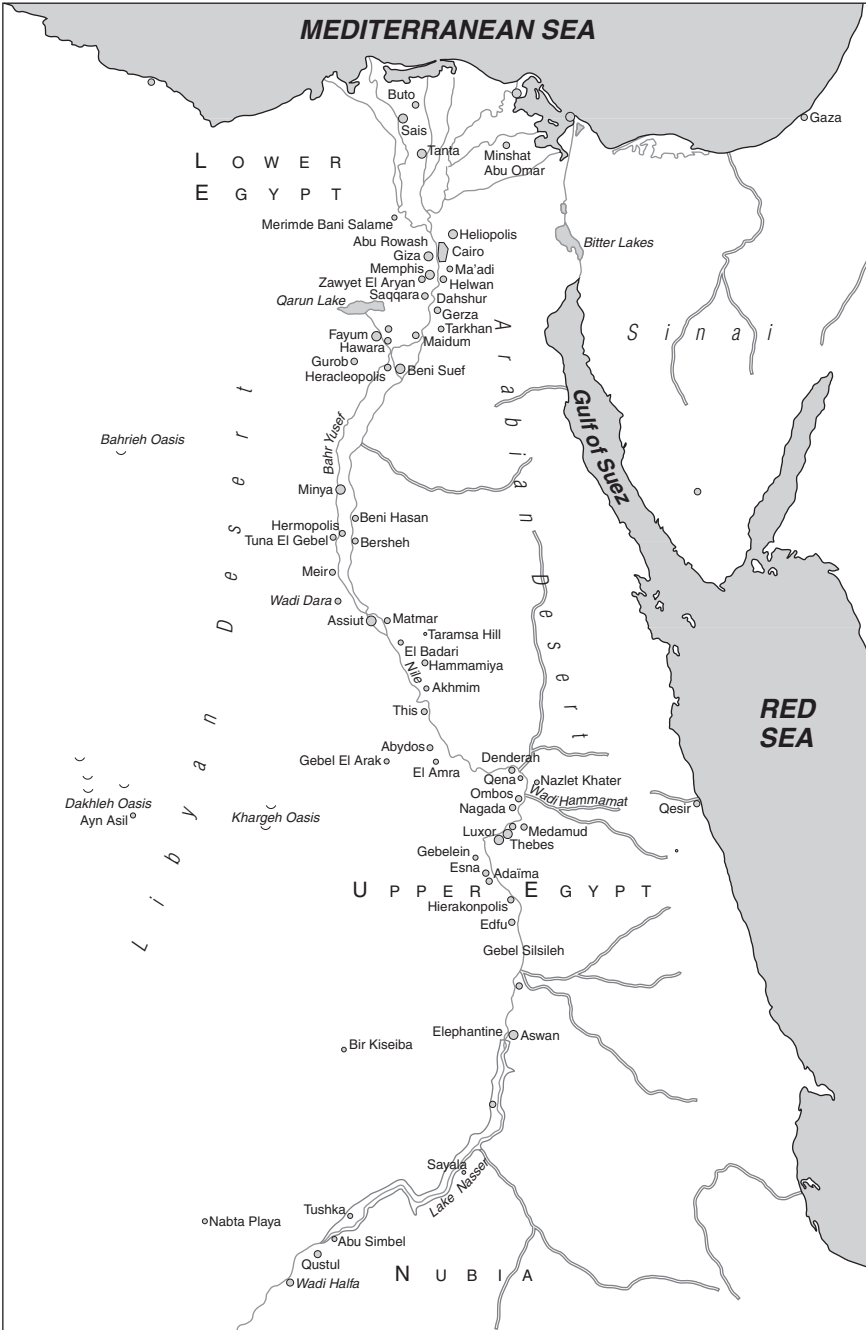 MEDITERRANEAN SEA
Buto
Sais
Gaza
Tanta
Minshat
Abu Omar
LOWER
EGYPT
Merimde Bani Salame
Heliopolis
Abu Rowash
Cairo
Bitter Lakes
Giza
Memphis
Ma'adi
Zawyet El Aryan
Helwan
Saqqara
Dahshur
Qarun Lake
Gerza
Tarkhan
Sinai
Fayum
Maidum
Hawara
Gurob
Heracleopolis
Beni Suef
Arabian Desert
Gulf of Suez
Bahr Yusef
Bahrieh Oasis
Libyan Desert
Minya
Beni Hasan
Hermopolis
Tuna El Gebel
Bersheh
Meir
Wadi Dara
Assiut
Matmar
Taramsa Hill
El Badari
Hammamiya
Nile
Akhmim
This
RED
SEA
Abydos
Gebel El Arak
El Amra
Denderah
Qena
Nazlet Khater
Ombos
Wadi Hammamat
Nagada
Qesir
Dakhleh Oasis
Ayn Asil
Khargeh Oasis
Luxor
Medamud
Thebes
Gebelein
Esna
Adaïma
UPPER EGYPT
Hierakonpolis
Edfu
Gebel Silsileh
Elephantine
Aswan
Bir Kiseiba
Sayala
Lake Nasser
Tushka
Nabta Playa
Abu Simbel
Qustul
Wadi Halfa
NUBIA